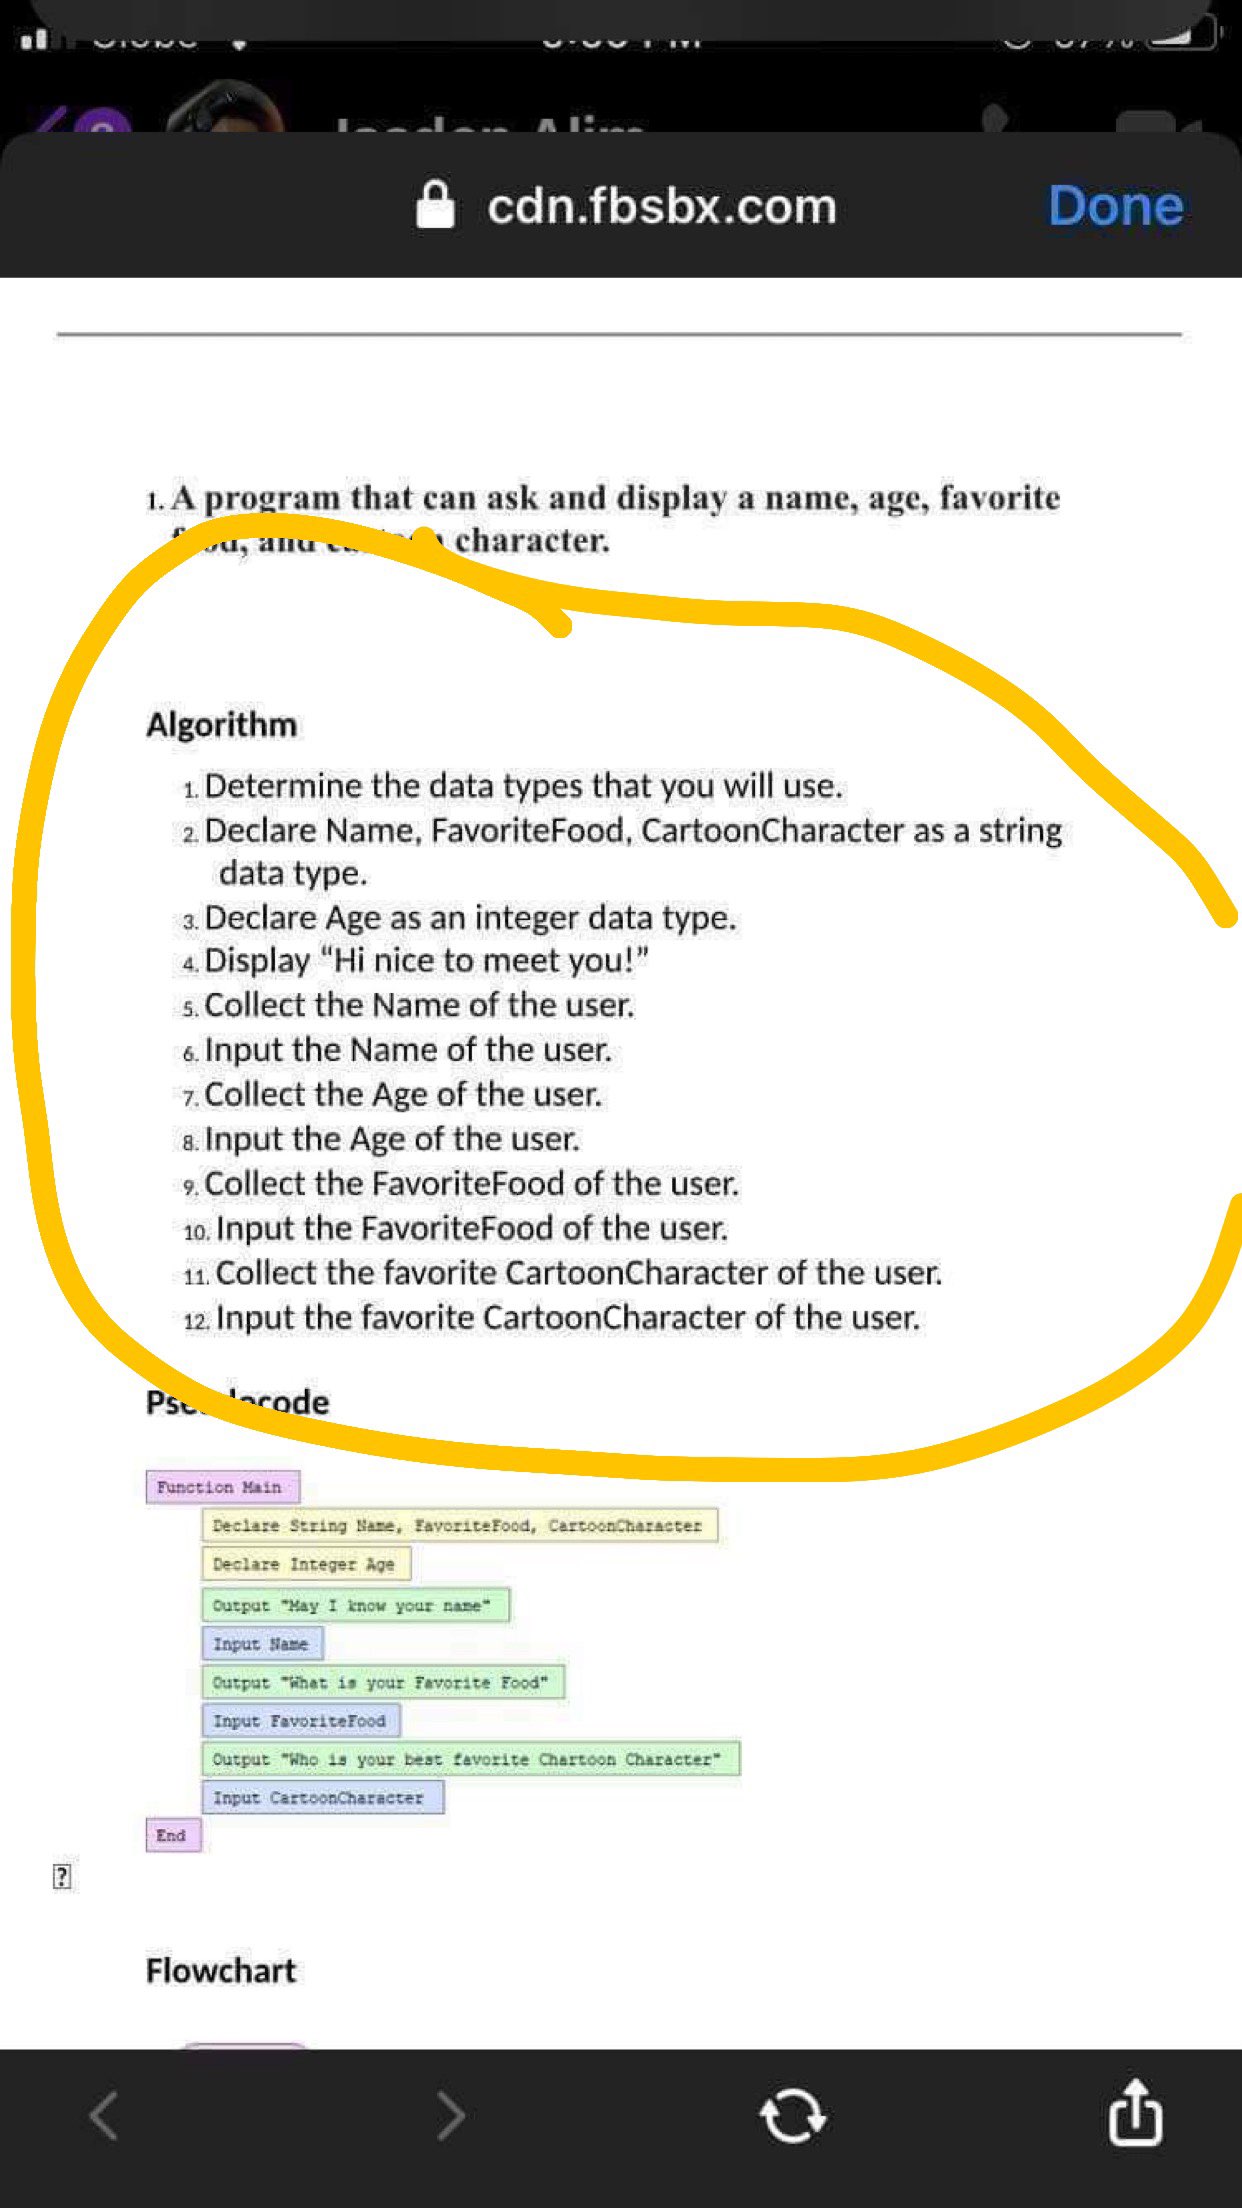 cdn.fbsbx.com
Done
1. A program that can ask and display a name, age, favorite
food, and character.
Algorithm
1. Determine the data types that you will use.
2. Declare Name, FavoriteFood, CartoonCharacter as a string
data type.
3. Declare Age as an integer data type.
4. Display “Hi nice to meet you!”
5. Collect the Name of the user.
6. Input the Name of the user.
7. Collect the Age of the user.
8. Input the Age of the user.
9. Collect the FavoriteFood of the user.
10. Input the FavoriteFood of the user.
11. Collect the favorite CartoonCharacter of the user.
12. Input the favorite CartoonCharacter of the user.
Pseudocode
Function Main
Declare String Name, FavoriteFood, CartoonCharacter
Declare Integer Age
Output "May I know your name"
Input Name
Output "What is your Favorite Food"
Input FavoriteFood
Output "Who is your best favorite Chartoon Character"
Input CartoonCharacter
End
?
Flowchart